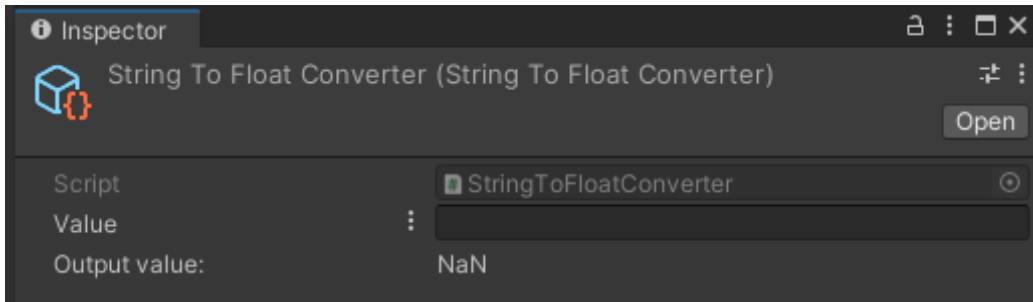 Inspector
String To Float Converter (String To Float Converter)
Open
Script StringToFloatConverter
Value
Output value: NaN